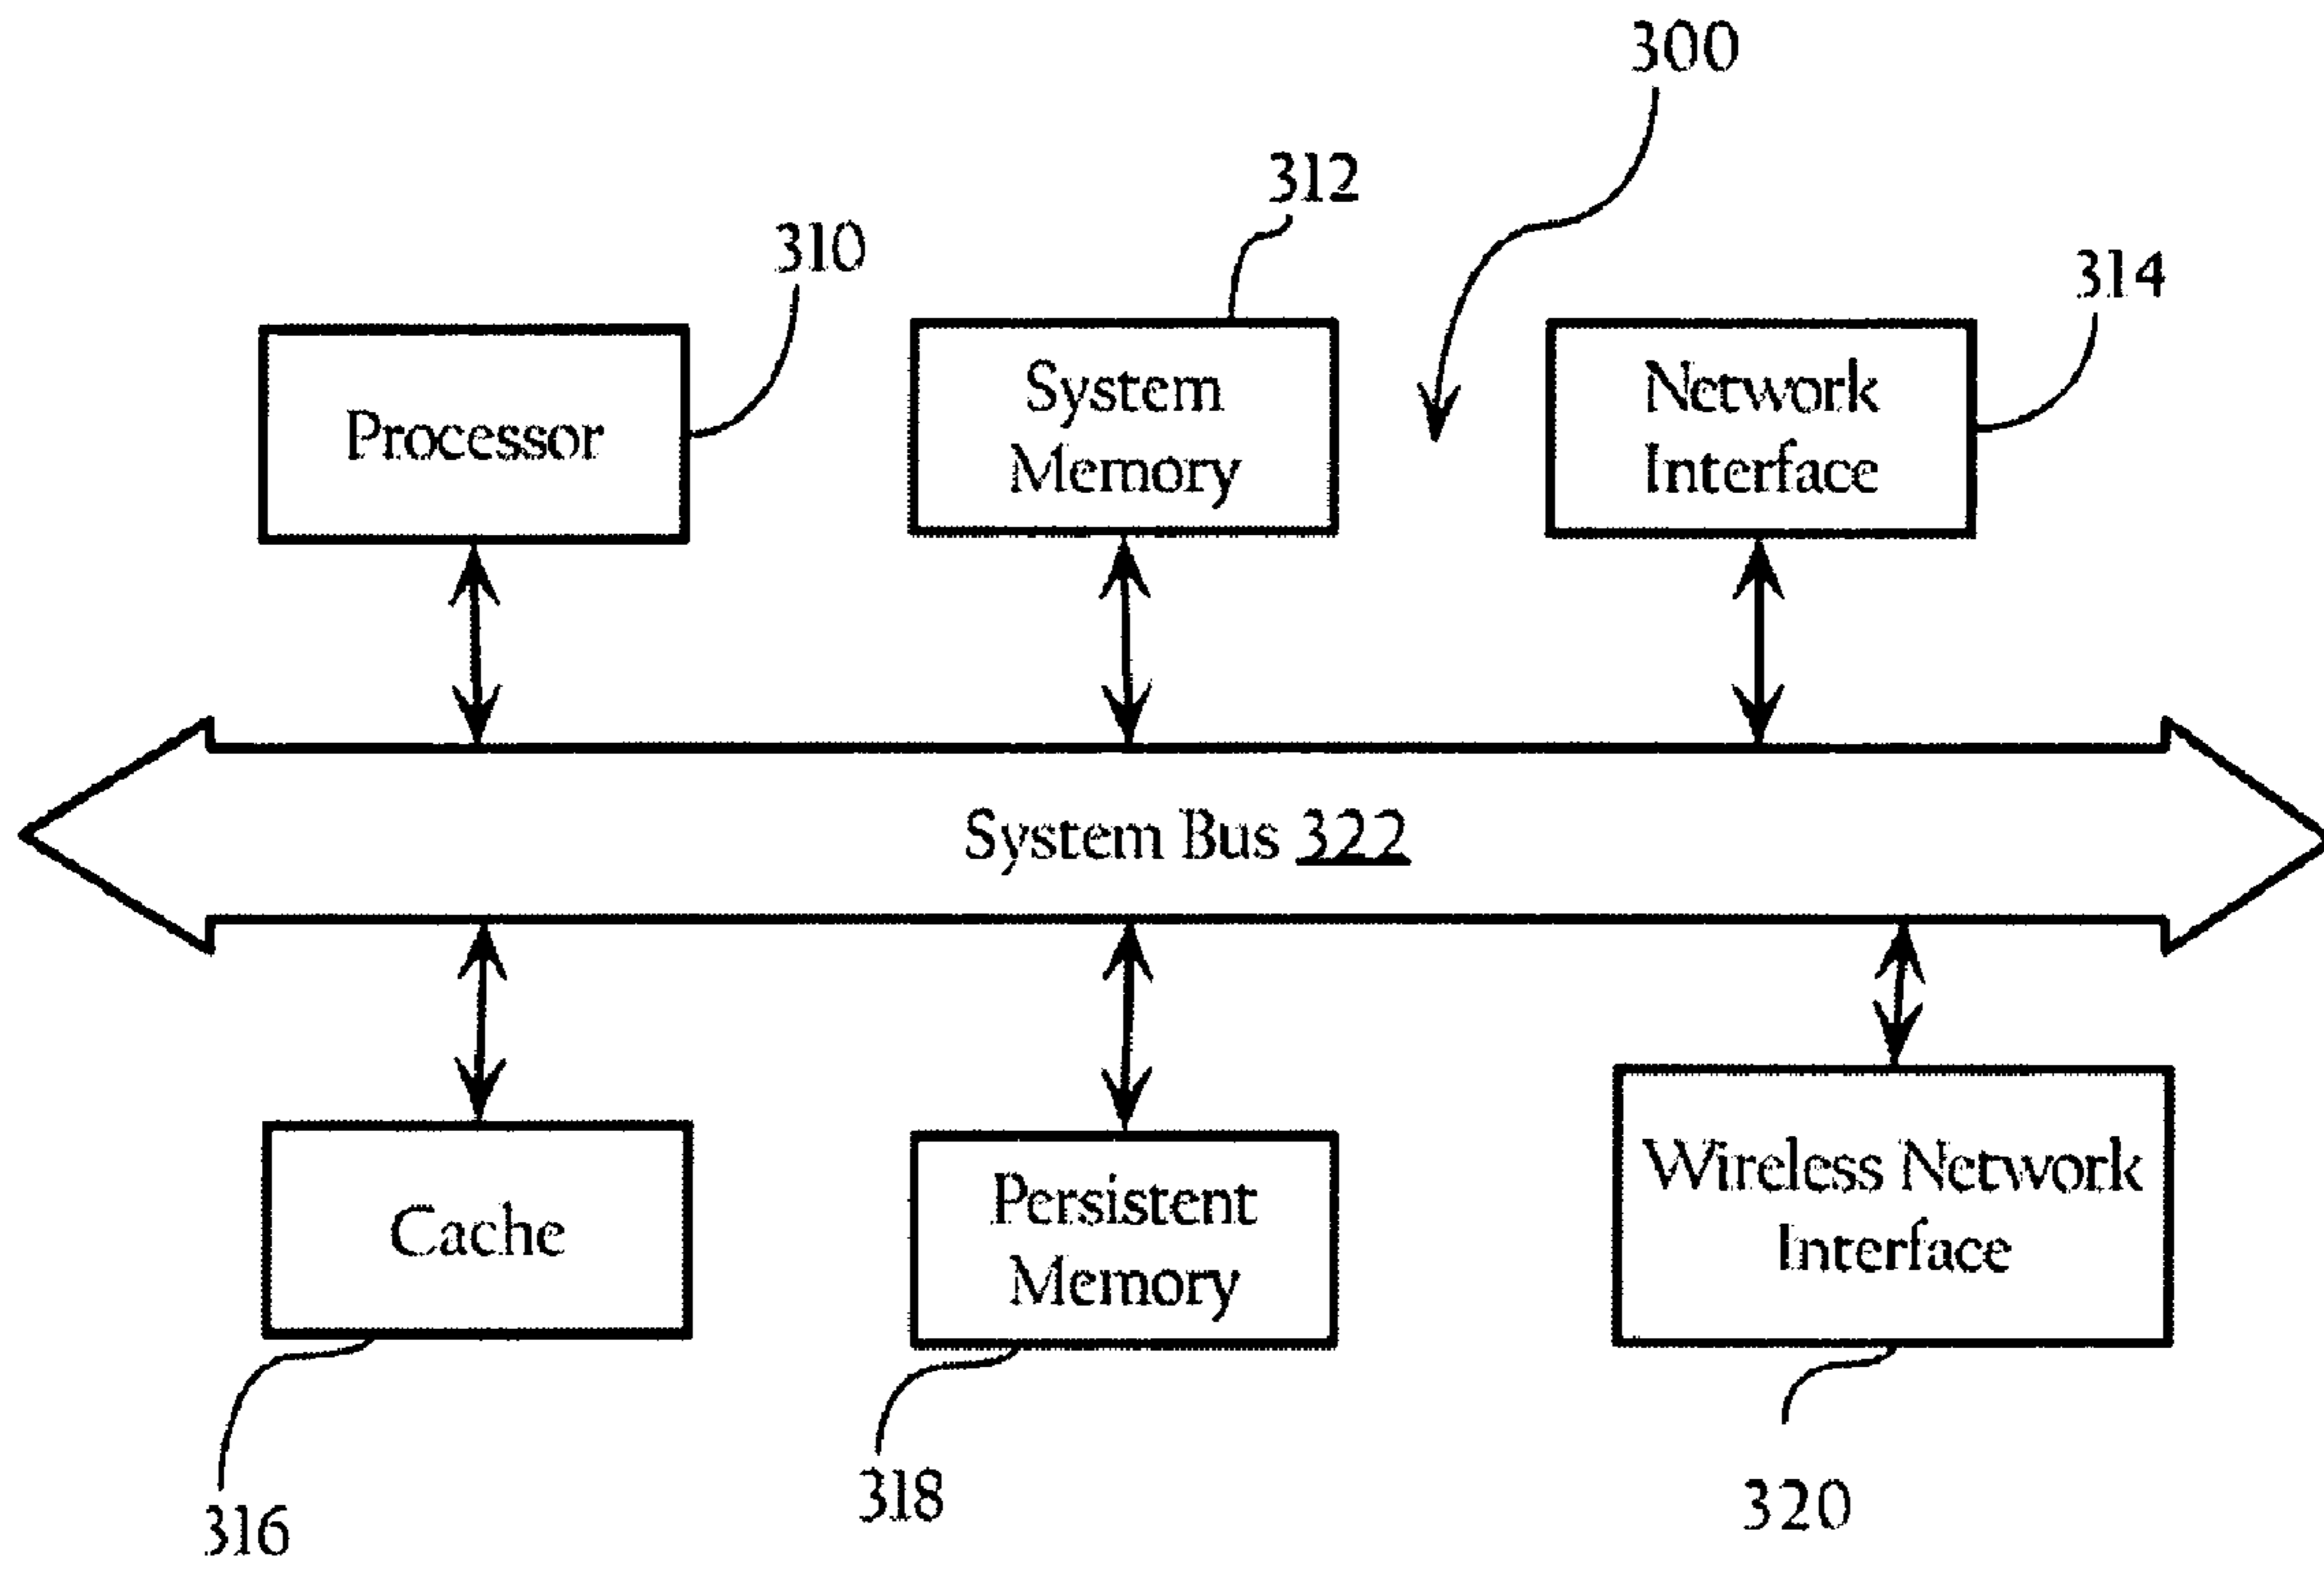 300
312
310
314
Processor
System
Memory
Network
Interface
System Bus 322
Cache
Persistent
Memory
Wireless Network
Interface
316
318
320